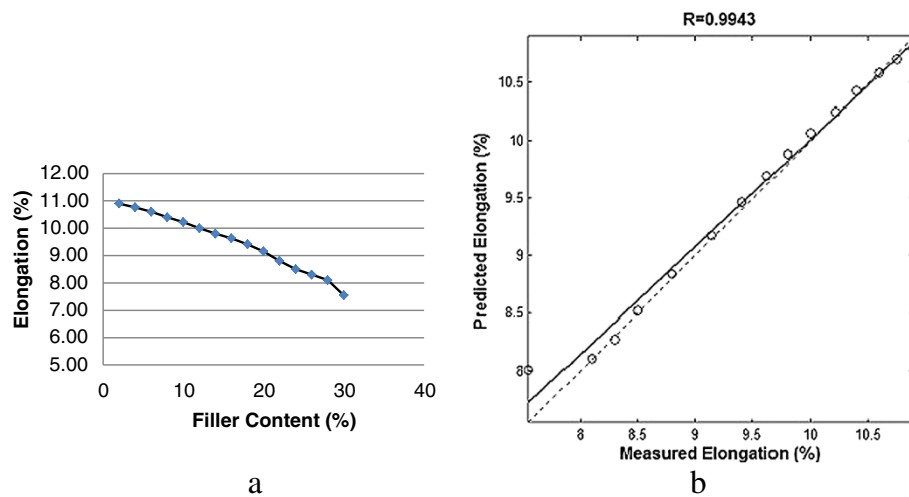 R=0.9943
Elongation (%)
12.00
11.00
10.00
9.00
8.00
7.00
6.00
5.00
0 10 20 30 40
Filler Content (%)
a
Predicted Elongation (%)
10.5
10
9.5
9
8.5
8
8 8.5 9 9.5 10 10.5
Measured Elongation (%)
b